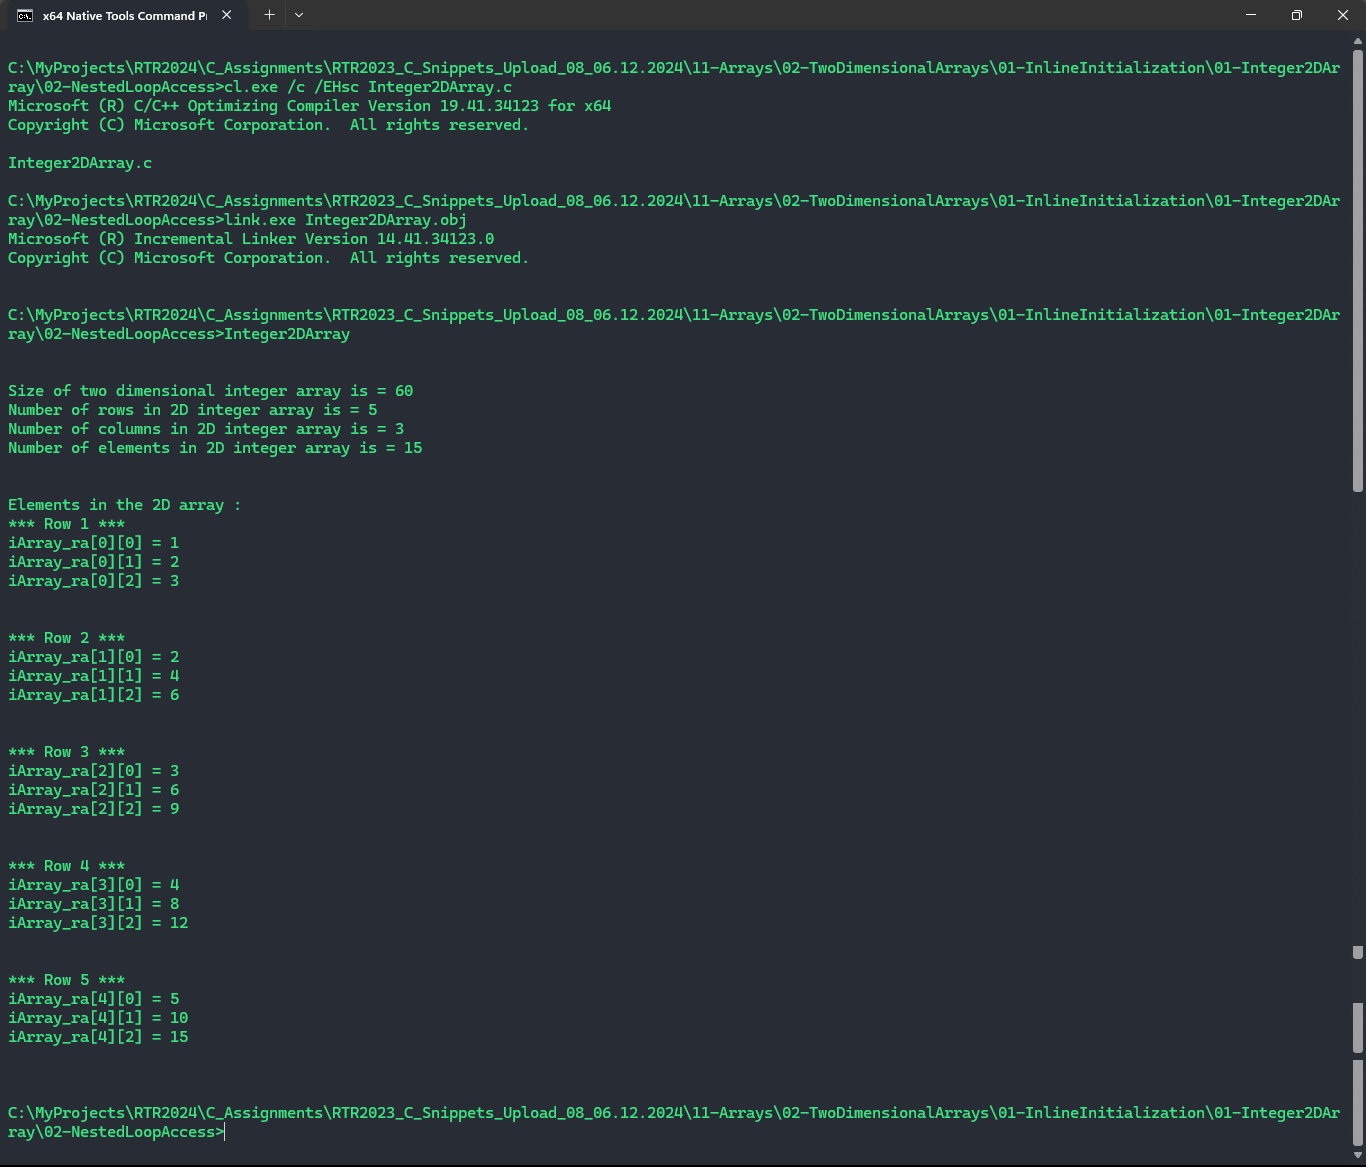 x64 Native Tools Command P
C:\MyProjects\RTR2024\C_Assignments\RTR2023_C_Snippets_Upload_08_06.12.2024\11-Arrays\02-TwoDimensionalArrays\01-InlineInitialization\01-Integer2DAr
ray\02-NestedLoopAccess>cl.exe /c /EHsc Integer2DArray.c
Microsoft (R) C/C++ Optimizing Compiler Version 19.41.34123 for x64
Copyright (C) Microsoft Corporation.  All rights reserved.
Integer2DArray.c
C:\MyProjects\RTR2024\C_Assignments\RTR2023_C_Snippets_Upload_08_06.12.2024\11-Arrays\02-TwoDimensionalArrays\01-InlineInitialization\01-Integer2DAr
ray\02-NestedLoopAccess>link.exe Integer2DArray.obj
Microsoft (R) Incremental Linker Version 14.41.34123.0
Copyright (C) Microsoft Corporation.  All rights reserved.
C:\MyProjects\RTR2024\C_Assignments\RTR2023_C_Snippets_Upload_08_06.12.2024\11-Arrays\02-TwoDimensionalArrays\01-InlineInitialization\01-Integer2DAr
ray\02-NestedLoopAccess>Integer2DArray
Size of two dimensional integer array is = 60
Number of rows in 2D integer array is = 5
Number of columns in 2D integer array is = 3
Number of elements in 2D integer array is = 15
Elements in the 2D array :
*** Row 1 ***
iArray_ra[0][0] = 1
iArray_ra[0][1] = 2
iArray_ra[0][2] = 3
*** Row 2 ***
iArray_ra[1][0] = 2
iArray_ra[1][1] = 4
iArray_ra[1][2] = 6
*** Row 3 ***
iArray_ra[2][0] = 3
iArray_ra[2][1] = 6
iArray_ra[2][2] = 9
*** Row 4 ***
iArray_ra[3][0] = 4
iArray_ra[3][1] = 8
iArray_ra[3][2] = 12
*** Row 5 ***
iArray_ra[4][0] = 5
iArray_ra[4][1] = 10
iArray_ra[4][2] = 15
C:\MyProjects\RTR2024\C_Assignments\RTR2023_C_Snippets_Upload_08_06.12.2024\11-Arrays\02-TwoDimensionalArrays\01-InlineInitialization\01-Integer2DAr
ray\02-NestedLoopAccess>